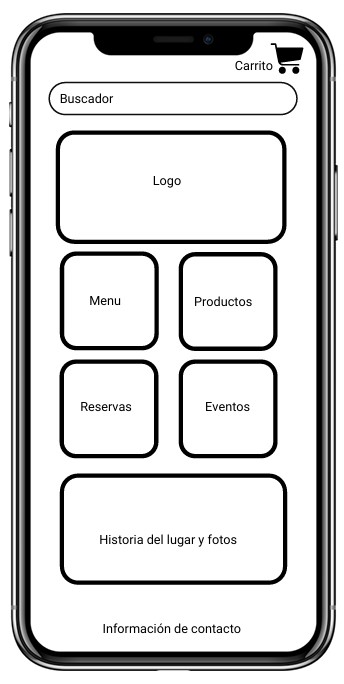 Carrito
Buscador
Logo
Menu
Productos
Reservas
Eventos
Historia del lugar y fotos
Información de contacto